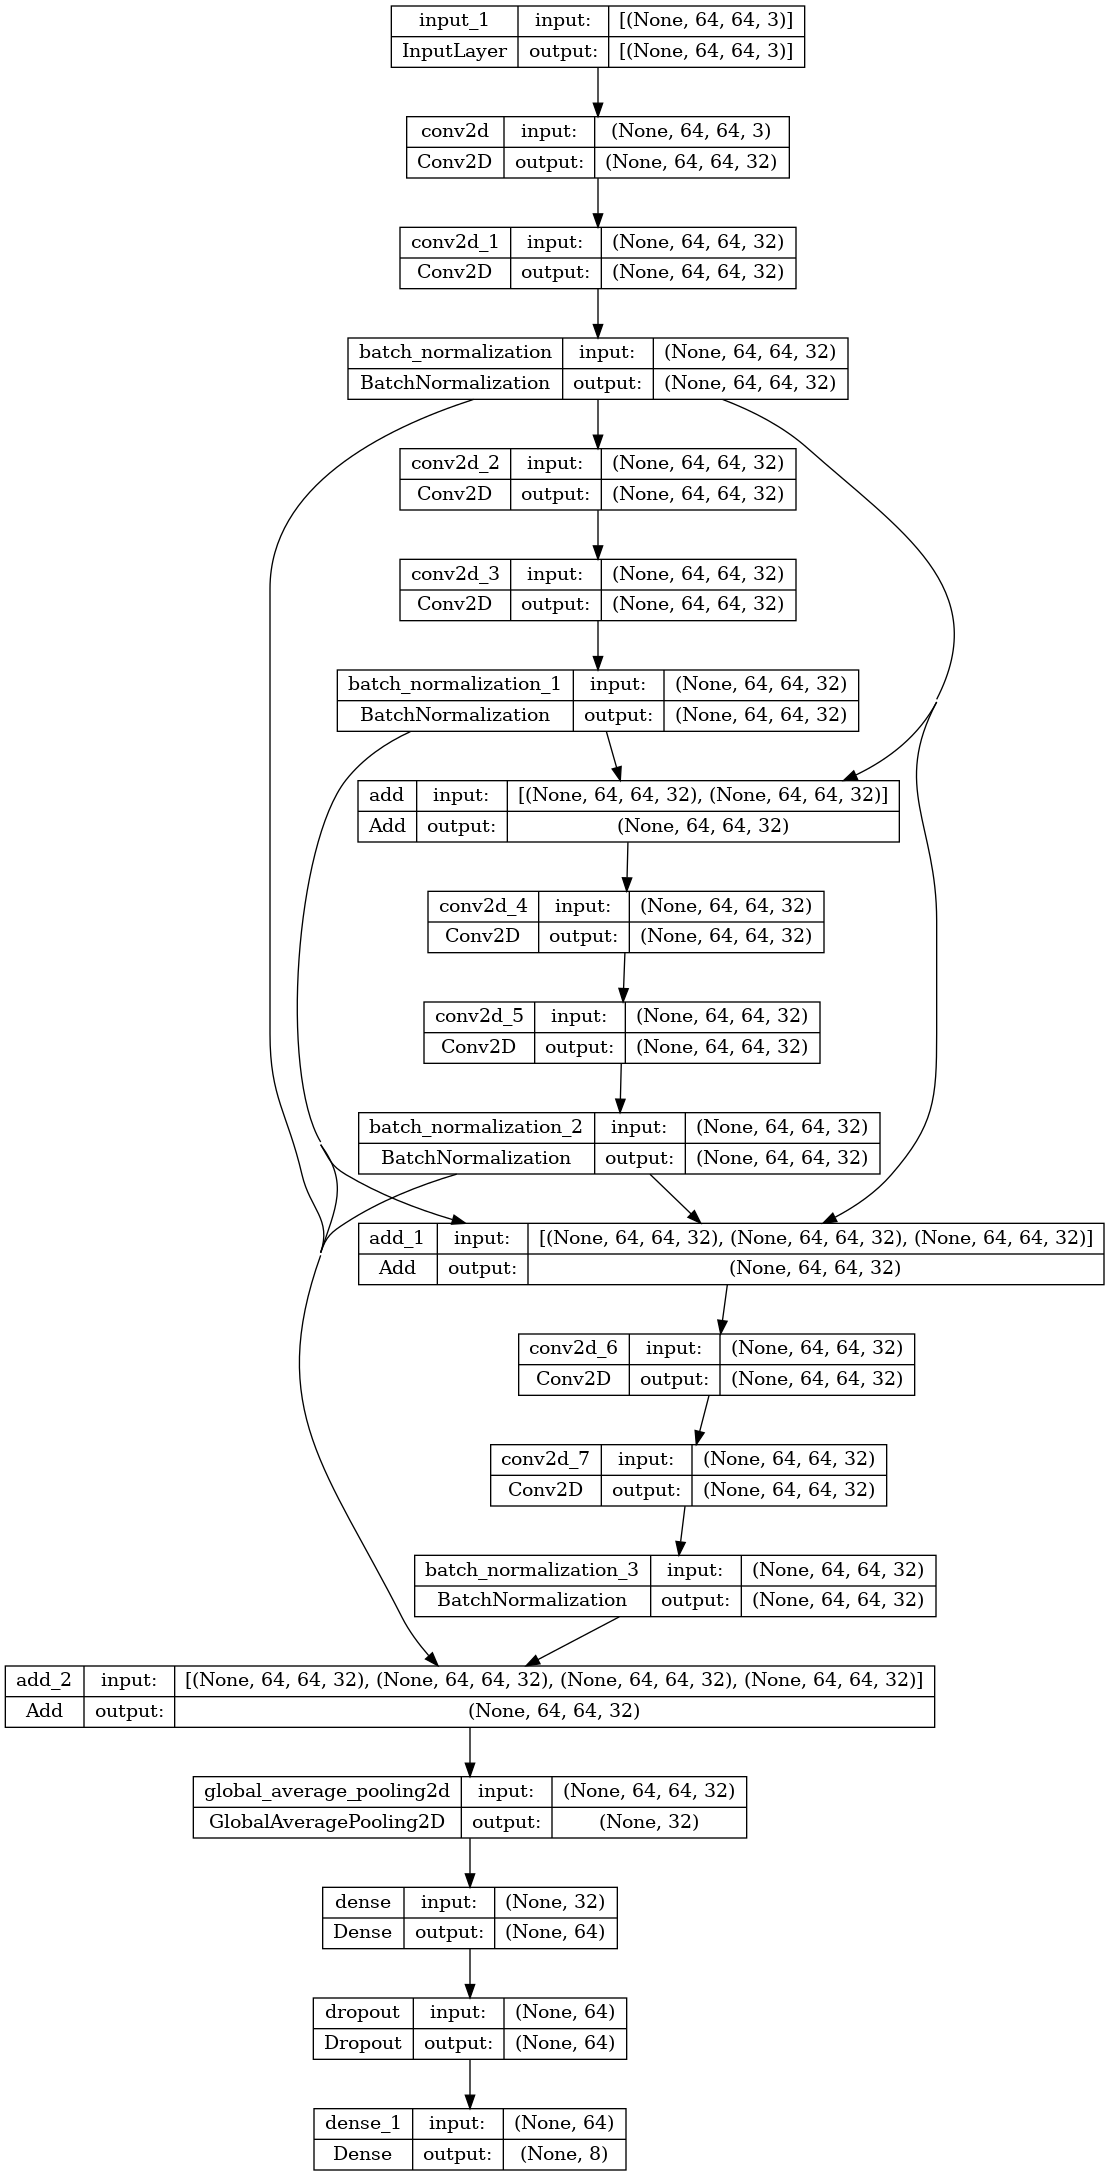 input_1 input: [(None, 64, 64, 3)]
InputLayer output: [(None, 64, 64, 3)]
conv2d input: (None, 64, 64, 3)
Conv2D output: (None, 64, 64, 32)
conv2d_1 input: (None, 64, 64, 32)
Conv2D output: (None, 64, 64, 32)
batch_normalization input: (None, 64, 64, 32)
BatchNormalization output: (None, 64, 64, 32)
conv2d_2 input: (None, 64, 64, 32)
Conv2D output: (None, 64, 64, 32)
conv2d_3 input: (None, 64, 64, 32)
Conv2D output: (None, 64, 64, 32)
batch_normalization_1 input: (None, 64, 64, 32)
BatchNormalization output: (None, 64, 64, 32)
add input: [(None, 64, 64, 32), (None, 64, 64, 32)]
Add output: (None, 64, 64, 32)
conv2d_4 input: (None, 64, 64, 32)
Conv2D output: (None, 64, 64, 32)
conv2d_5 input: (None, 64, 64, 32)
Conv2D output: (None, 64, 64, 32)
batch_normalization_2 input: (None, 64, 64, 32)
BatchNormalization output: (None, 64, 64, 32)
add_1 input: [(None, 64, 64, 32), (None, 64, 64, 32), (None, 64, 64, 32)]
Add output: (None, 64, 64, 32)
conv2d_6 input: (None, 64, 64, 32)
Conv2D output: (None, 64, 64, 32)
conv2d_7 input: (None, 64, 64, 32)
Conv2D output: (None, 64, 64, 32)
batch_normalization_3 input: (None, 64, 64, 32)
BatchNormalization output: (None, 64, 64, 32)
add_2 input: [(None, 64, 64, 32), (None, 64, 64, 32), (None, 64, 64, 32), (None, 64, 64, 32)]
Add output: (None, 64, 64, 32)
global_average_pooling2d input: (None, 64, 64, 32)
GlobalAveragePooling2D output: (None, 32)
dense input: (None, 32)
Dense output: (None, 64)
dropout input: (None, 64)
Dropout output: (None, 64)
dense_1 input: (None, 64)
Dense output: (None, 8)